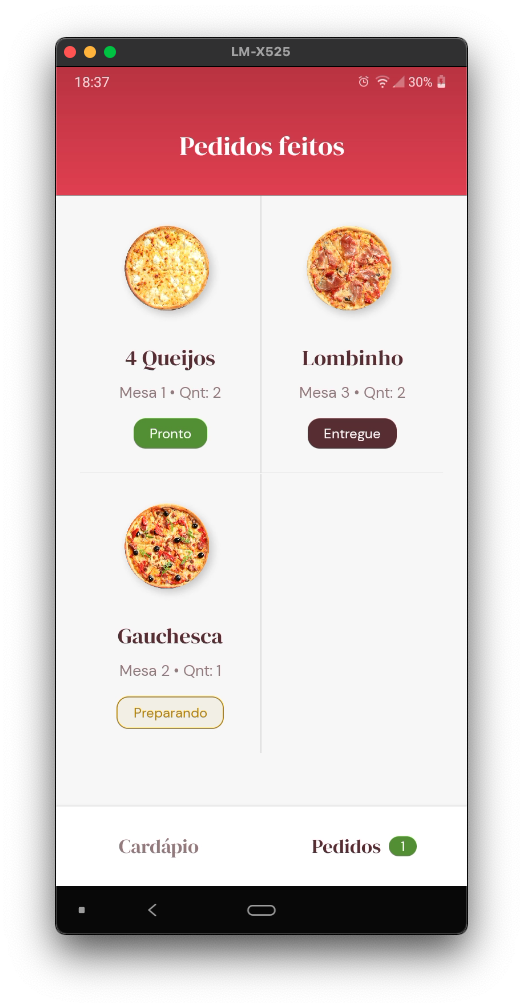 LM-X525
18:37
30%
Pedidos feitos
4 Queijos
Mesa 1 • Qnt: 2
Pronto
Lombinho
Mesa 3 • Qnt: 2
Entregue
Gauchesca
Mesa 2 • Qnt: 1
Preparando
Cardápio
Pedidos 1